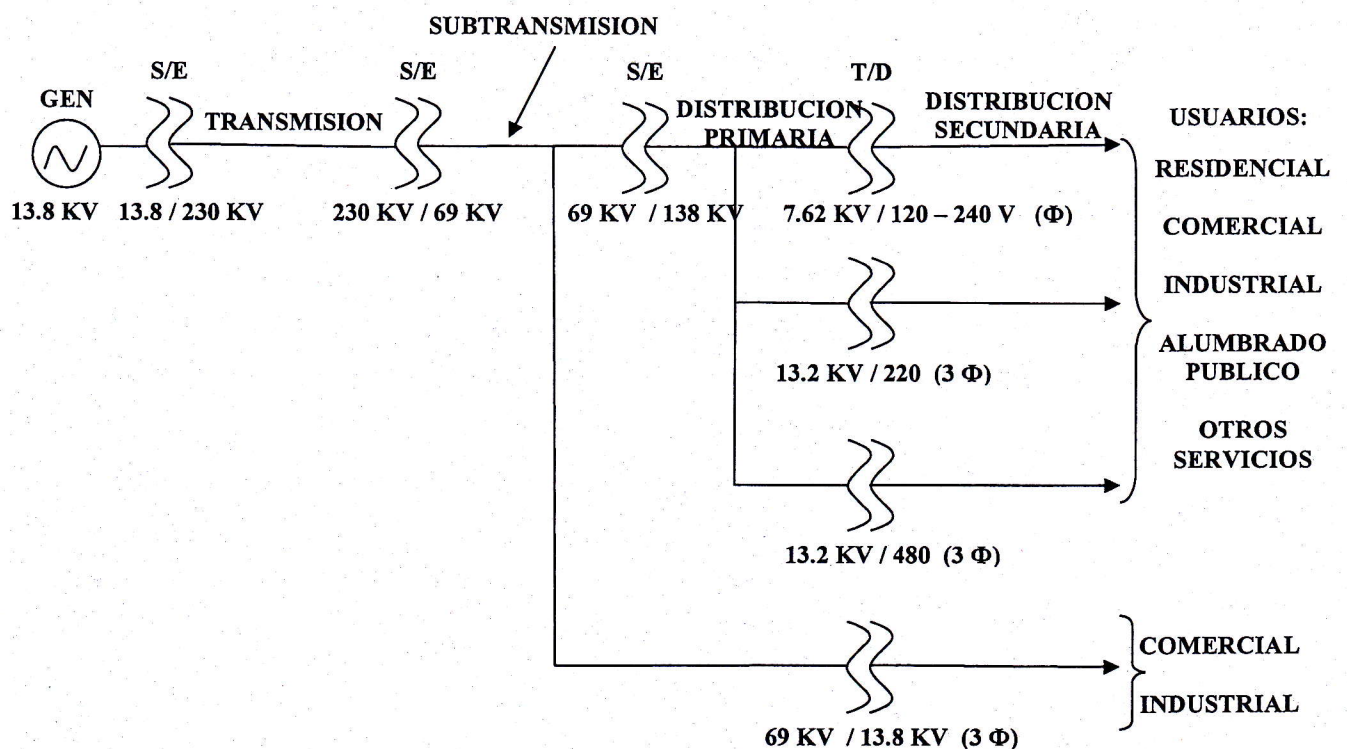 SUBTRANSMISION
S/E
S/E
S/E
T/D
GEN
TRANSMISION
DISTRIBUCION
PRIMARIA
DISTRIBUCION
SECUNDARIA
USUARIOS:
13.8 KV
13.8 / 230 KV
230 KV / 69 KV
69 KV / 138 KV
7.62 KV / 120 – 240 V (Φ)
RESIDENCIAL
COMERCIAL
INDUSTRIAL
ALUMBRADO
PUBLICO
OTROS
SERVICIOS
13.2 KV / 220 (3 Φ)
13.2 KV / 480 (3 Φ)
COMERCIAL
INDUSTRIAL
69 KV / 13.8 KV (3 Φ)